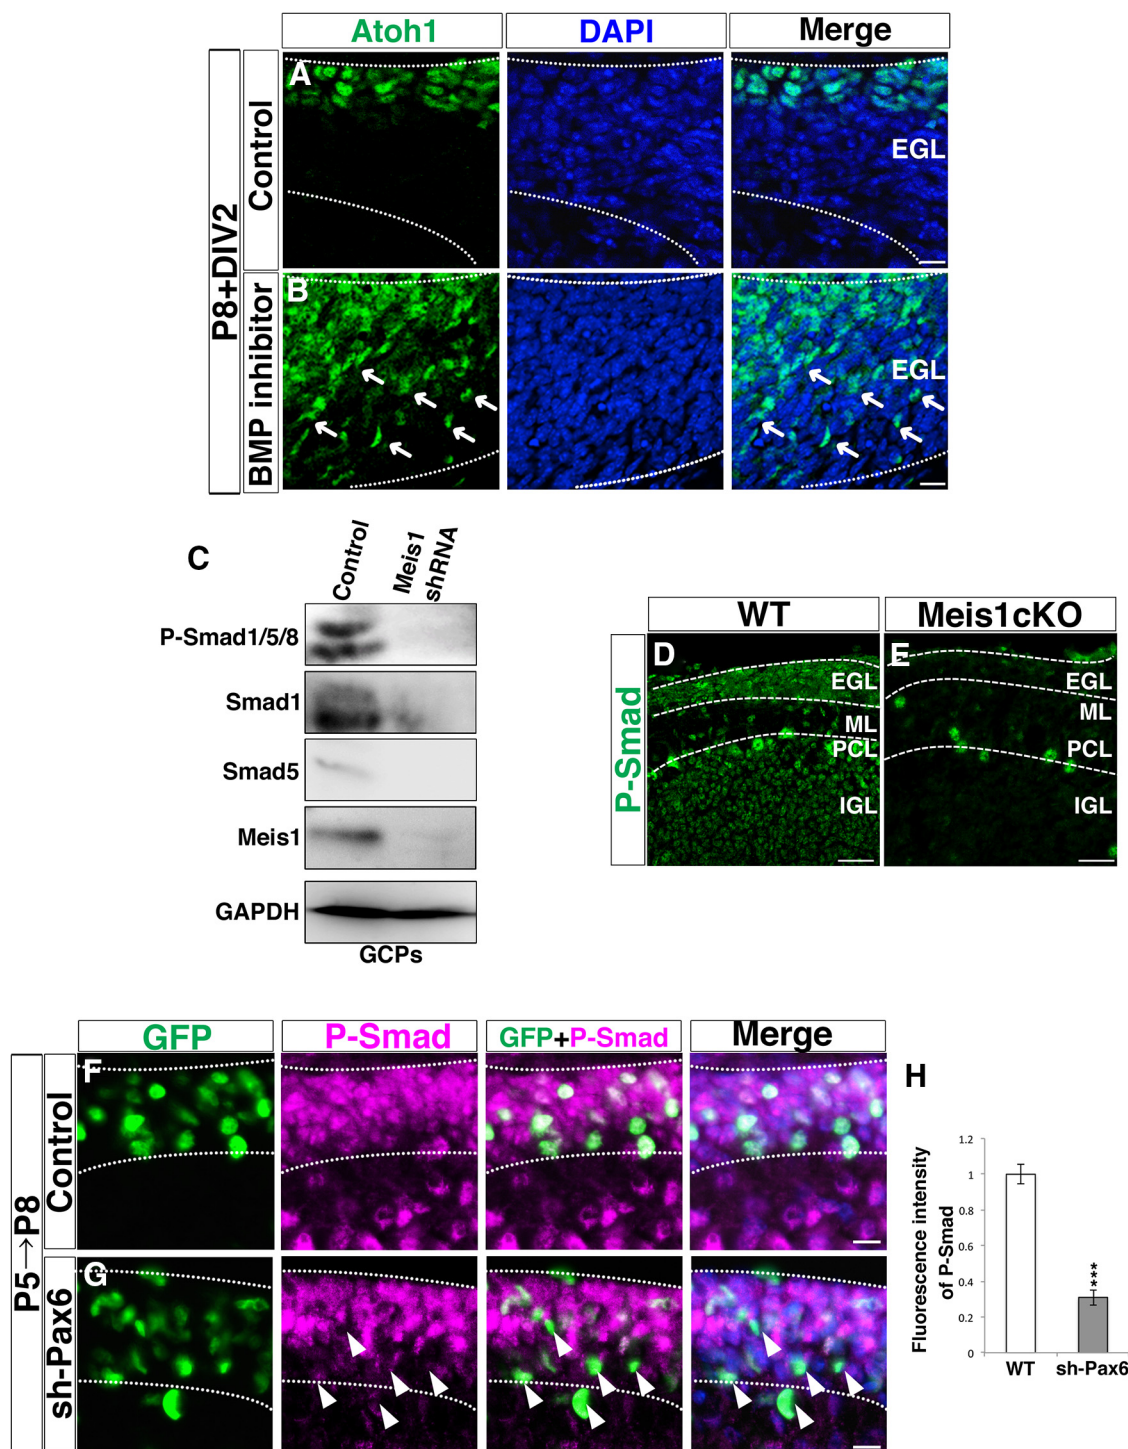 Atoh1 DAPI Merge
P8+DIV2
Control
A
EGL
BMP inhibitor
B
EGL
C
Control
Meis1
shRNA
P-Smad1/5/8
Smad1
Smad5
Meis1
GAPDH
GCPs
WT Meis1cKO
P-Smad
D
EGL
ML
PCL
IGL
E
EGL
ML
PCL
IGL
GFP P-Smad GFP+P-Smad Merge
P5→P8
Control
F
sh-Pax6
G
H
Fluorescence intensity
of P-Smad
1.2
1
0.8
0.6
0.4
0.2
0
***
WT sh-Pax6